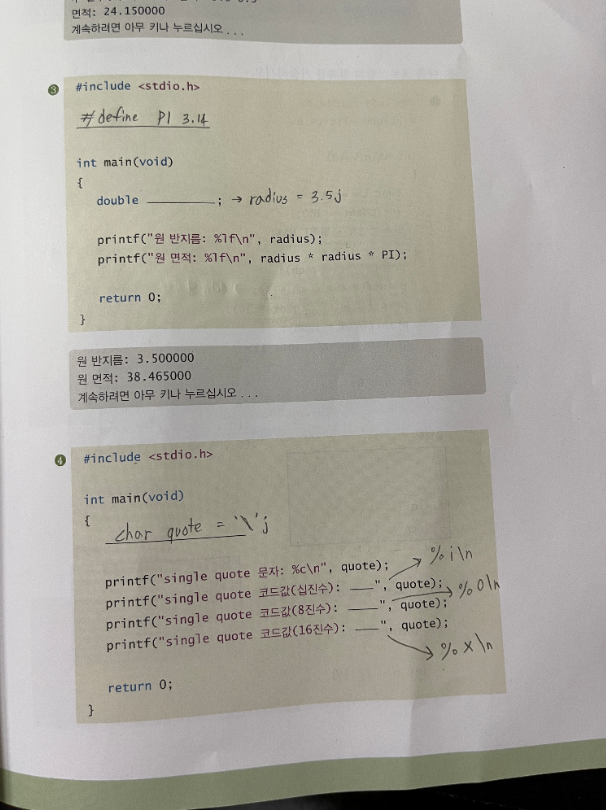 면적: 24.150000
계속하려면 아무 키나 누르십시오 . . .
❸ #include <stdio.h>
#define PI 3.14
int main(void)
{
double ; → radius = 3.5;
printf("원 반지름: %lf\n", radius);
printf("원 면적: %lf\n", radius * radius * PI);
return 0;
}
원 반지름: 3.500000
원 면적: 38.465000
계속하려면 아무 키나 누르십시오 . . .
❹ #include <stdio.h>
int main(void)
{
char quote = '\';
printf("single quote 문자: %c\n", quote);
%i\n
printf("single quote 코드값(십진수): ", quote);
%o\n
printf("single quote 코드값(8진수): ", quote);
printf("single quote 코드값(16진수): ", quote);
%x\n
return 0;
}